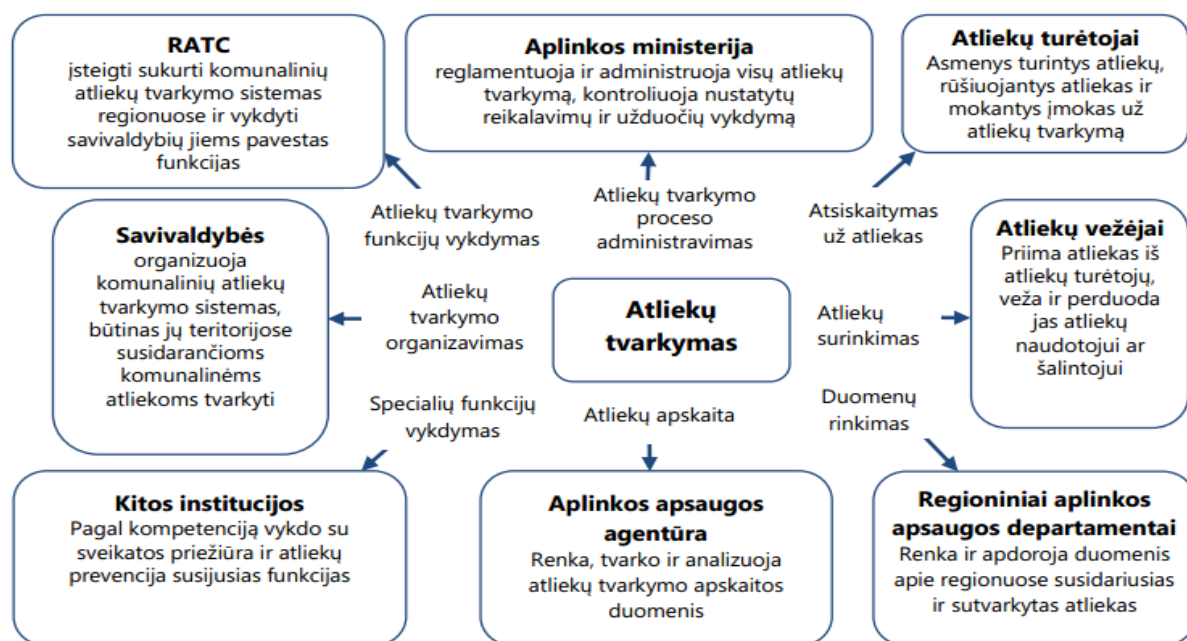 RATC
įsteigti sukurti komunalinių
atliekų tvarkymo sistemas
regionuose ir vykdyti
savivaldybių jiems pavestas
funkcijas
Aplinkos ministerija
reglamentuoja ir administruoja visų atliekų
tvarkymą, kontroliuoja nustatytų
reikalavimų ir užduočių vykdymą
Atliekų turėtojai
Asmenys turintys atliekų,
rūšiuojantys atliekas ir
mokantys įmokas už
atliekų tvarkymą
Atliekų tvarkymo
funkcijų vykdymas
Atliekų tvarkymo
proceso
administravimas
Atsiskaitymas
už atliekas
Savivaldybės
organizuoja
komunalinių atliekų
tvarkymo sistemas,
būtinas jų teritorijose
susidarančioms
komunalinėms
atliekoms tvarkyti
Atliekų
tvarkymo
organizavimas
Atliekų
tvarkymas
Atliekų
surinkimas
Atliekų vežėjai
Priima atliekas iš
atliekų turėtojų,
veža ir perduoda
jas atliekų
naudotojui ar
šalintojui
Specialių funkcijų
vykdymas
Atliekų apskaita
Duomenų
rinkimas
Kitos institucijos
Pagal kompetenciją vykdo su
sveikatos priežiūra ir atliekų
prevencija susijusias funkcijas
Aplinkos apsaugos
agentūra
Renka, tvarko ir analizuoja
atliekų tvarkymo apskaitos
duomenis
Regioniniai aplinkos
apsaugos departamentai
Renka ir apdoroja duomenis
apie regionuose susidariusias
ir sutvarkytas atliekas